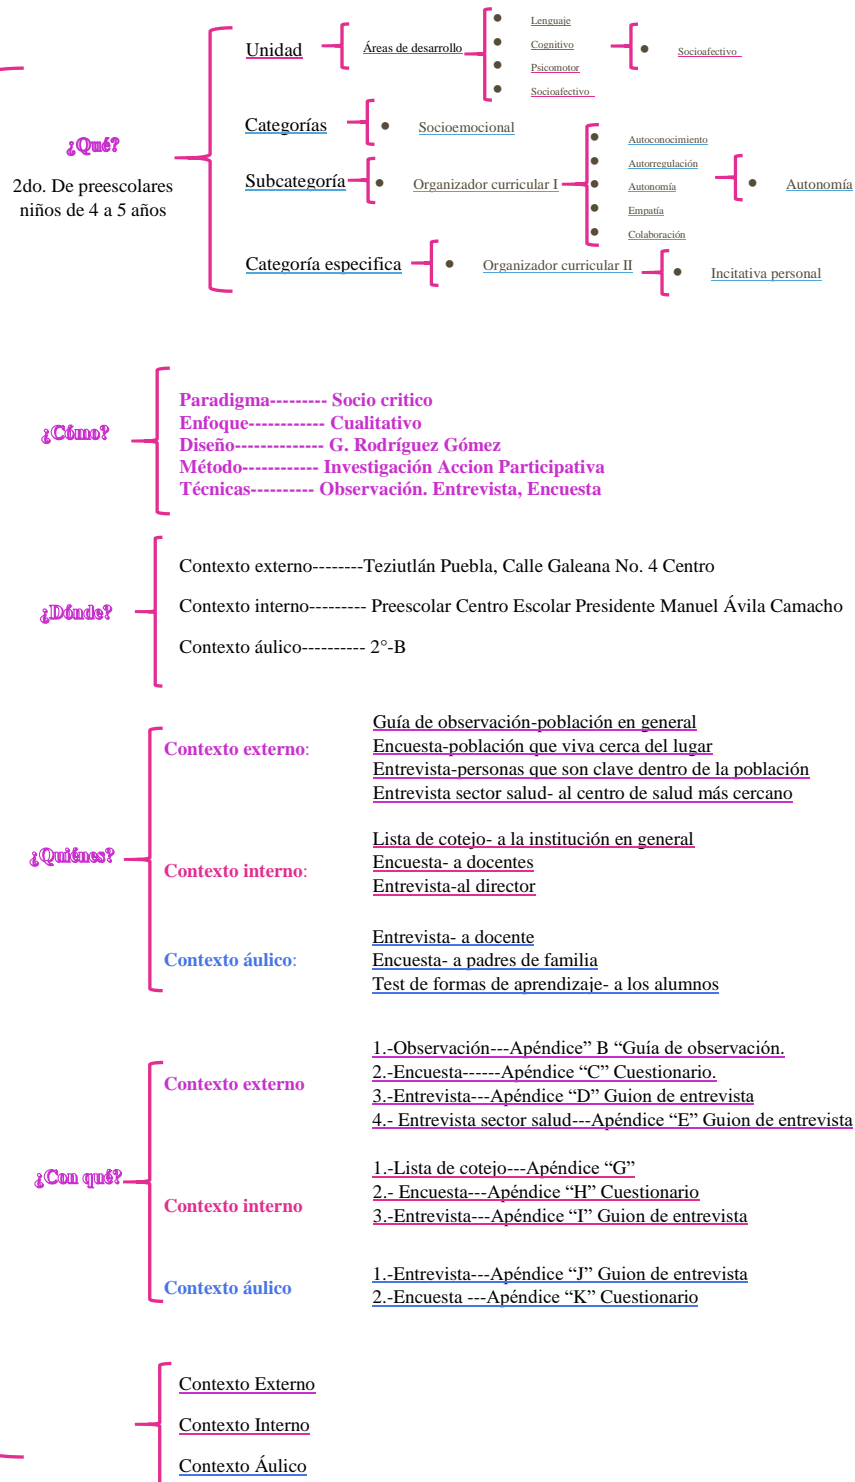 ¿Qué?
2do. De preescolares
niños de 4 a 5 años
Unidad
Áreas de desarrollo
• Lenguaje
• Cognitivo
• Psicomotor
• Socioafectivo
• Socioafectivo
Categorías
• Socioemocional
Subcategoría
• Organizador curricular I
• Autoconocimiento
• Autorregulación
• Autonomía
• Empatía
• Colaboración
• Autonomía
Categoría especifica
• Organizador curricular II
• Incitativa personal
¿Cómo?
Paradigma--------- Socio critico
Enfoque------------ Cualitativo
Diseño-------------- G. Rodríguez Gómez
Método------------ Investigación Accion Participativa
Técnicas---------- Observación. Entrevista, Encuesta
¿Dónde?
Contexto externo--------Teziutlán Puebla, Calle Galeana No. 4 Centro
Contexto interno--------- Preescolar Centro Escolar Presidente Manuel Ávila Camacho
Contexto áulico---------- 2°-B
¿Quiénes?
Contexto externo:
Guía de observación-población en general
Encuesta-población que viva cerca del lugar
Entrevista-personas que son clave dentro de la población
Entrevista sector salud- al centro de salud más cercano
Contexto interno:
Lista de cotejo- a la institución en general
Encuesta- a docentes
Entrevista-al director
Contexto áulico:
Entrevista- a docente
Encuesta- a padres de familia
Test de formas de aprendizaje- a los alumnos
¿Con qué?
Contexto externo
1.-Observación---Apéndice” B “Guía de observación.
2.-Encuesta------Apéndice “C” Cuestionario.
3.-Entrevista---Apéndice “D” Guion de entrevista
4.- Entrevista sector salud---Apéndice “E” Guion de entrevista
Contexto interno
1.-Lista de cotejo---Apéndice “G”
2.- Encuesta---Apéndice “H” Cuestionario
3.-Entrevista---Apéndice “I” Guion de entrevista
Contexto áulico
1.-Entrevista---Apéndice “J” Guion de entrevista
2.-Encuesta ---Apéndice “K” Cuestionario
Contexto Externo
Contexto Interno
Contexto Áulico